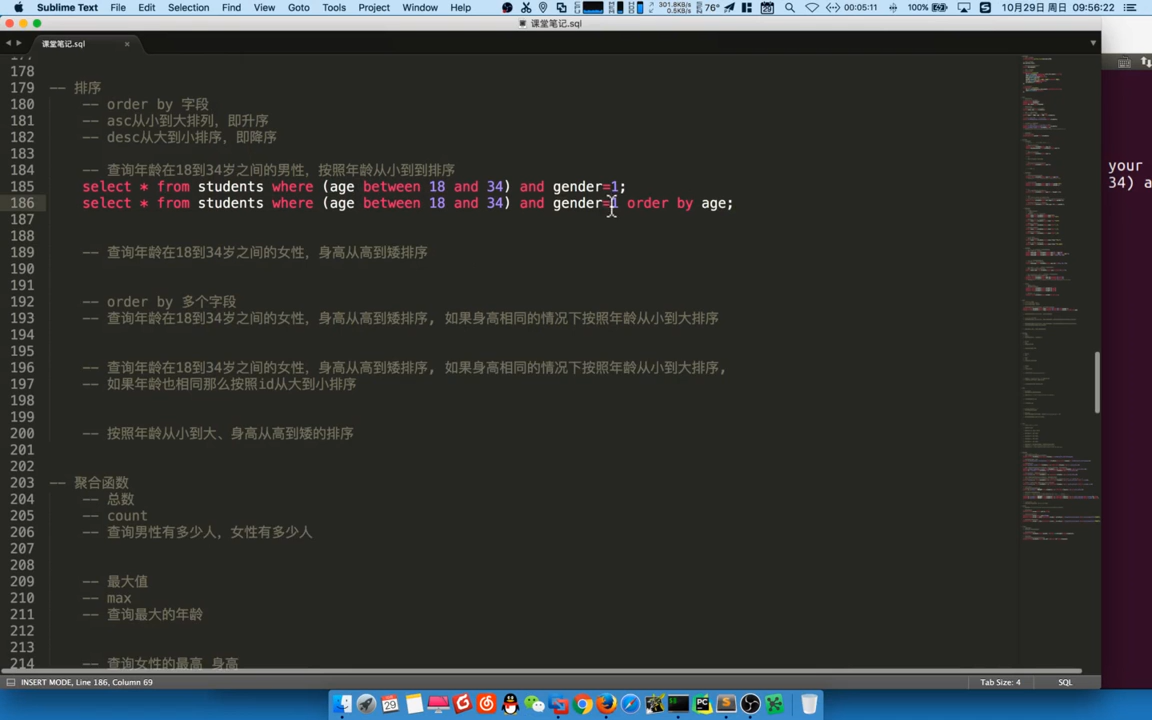 Sublime Text File Edit Selection Find View Goto Tools Project Window Help 301.8KB/s 0.5KB/s 76° 00:05:11 100% 10月29日 周日 09:56:22
课堂笔记.sql
课堂笔记.sql
177
178
179 -- 排序
180 -- order by 字段
181 -- asc从小到大排列，即升序
182 -- desc从大到小排序，即降序
183
184 -- 查询年龄在18到34岁之间的男性，按照年龄从小到到排序
185 select * from students where (age between 18 and 34) and gender=1;
186 select * from students where (age between 18 and 34) and gender=1 order by age;
187
188
189 -- 查询年龄在18到34岁之间的女性，身高从高到矮排序
190
191
192 -- order by 多个字段
193 -- 查询年龄在18到34岁之间的女性，身高从高到矮排序, 如果身高相同的情况下按照年龄从小到大排序
194
195
196 -- 查询年龄在18到34岁之间的女性，身高从高到矮排序, 如果身高相同的情况下按照年龄从小到大排序,
197 -- 如果年龄也相同那么按照id从大到小排序
198
199
200 -- 按照年龄从小到大、身高从高到矮的排序
201
202
203 -- 聚合函数
204 -- 总数
205 -- count
206 -- 查询男性有多少人，女性有多少人
207
208
209 -- 最大值
210 -- max
211 -- 查询最大的年龄
212
213
214 -- 查询女性的最高 身高
your
34) a
INSERT MODE, Line 186, Column 69 Tab Size: 4 SQL